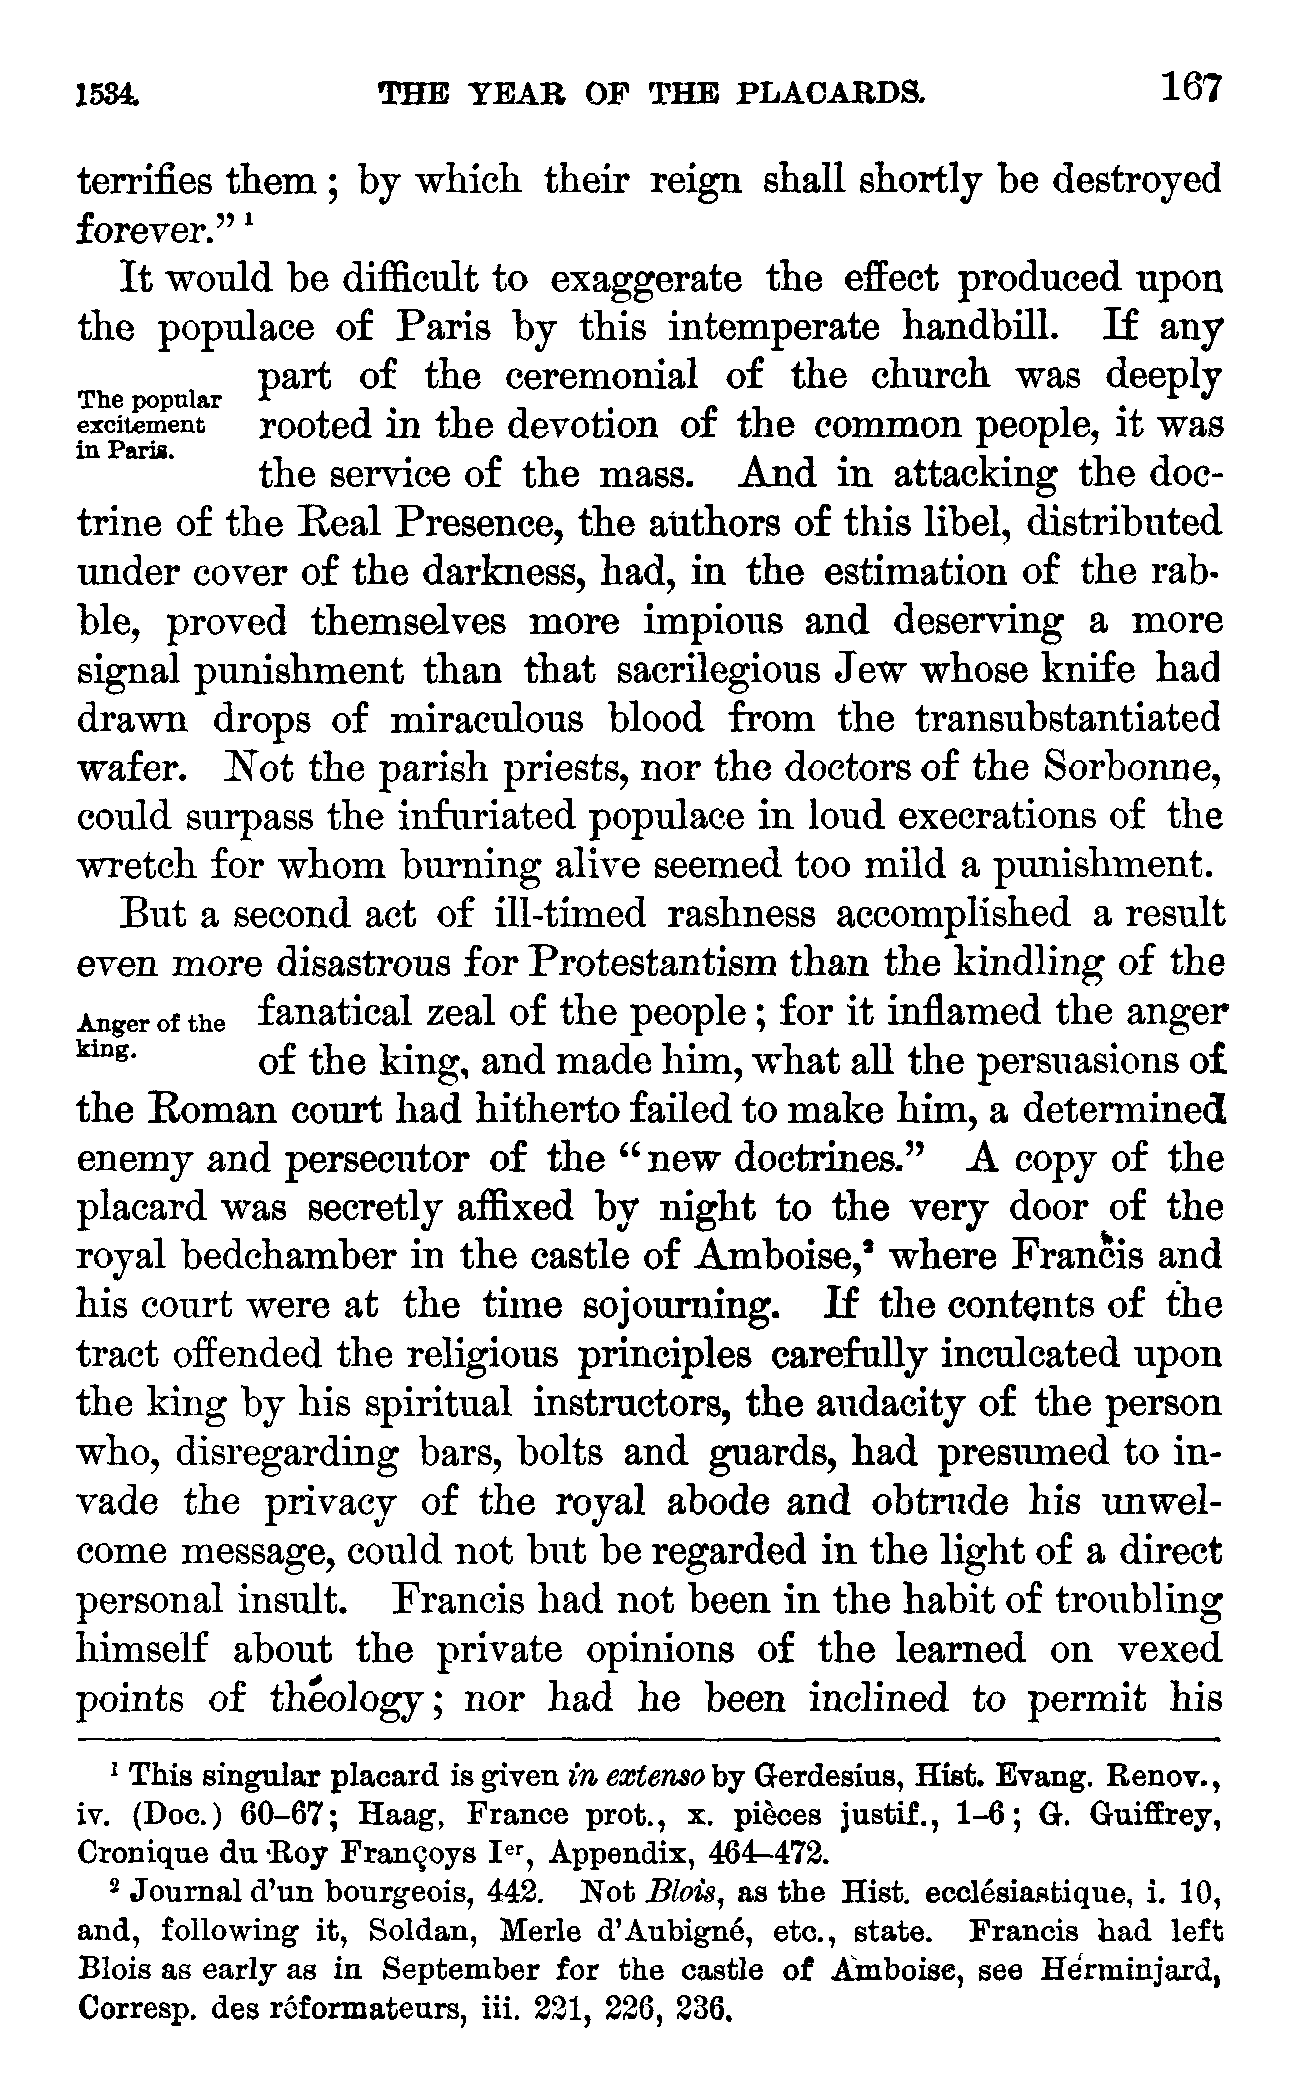 1534. THE YEAR OF THE PLACARDS. 167
terrifies them ; by which their reign shall shortly be destroyed
forever.” ¹
It would be difficult to exaggerate the effect produced upon
the populace of Paris by this intemperate handbill. If any
part of the ceremonial of the church was deeply
The popular
excitement
in Paris.
rooted in the devotion of the common people, it was
the service of the mass. And in attacking the doc-
trine of the Real Presence, the authors of this libel, distributed
under cover of the darkness, had, in the estimation of the rab-
ble, proved themselves more impious and deserving a more
signal punishment than that sacrilegious Jew whose knife had
drawn drops of miraculous blood from the transubstantiated
wafer. Not the parish priests, nor the doctors of the Sorbonne,
could surpass the infuriated populace in loud execrations of the
wretch for whom burning alive seemed too mild a punishment.
But a second act of ill-timed rashness accomplished a result
even more disastrous for Protestantism than the kindling of the
Anger of the
king.
fanatical zeal of the people ; for it inflamed the anger
of the king, and made him, what all the persuasions of
the Roman court had hitherto failed to make him, a determined
enemy and persecutor of the “new doctrines.” A copy of the
placard was secretly affixed by night to the very door of the
royal bedchamber in the castle of Amboise,² where Francis and
his court were at the time sojourning. If the contents of the
tract offended the religious principles carefully inculcated upon
the king by his spiritual instructors, the audacity of the person
who, disregarding bars, bolts and guards, had presumed to in-
vade the privacy of the royal abode and obtrude his unwel-
come message, could not but be regarded in the light of a direct
personal insult. Francis had not been in the habit of troubling
himself about the private opinions of the learned on vexed
points of theology ; nor had he been inclined to permit his
¹ This singular placard is given in extenso by Gerdesius, Hist. Evang. Renov.,
iv. (Doc.) 60–67; Haag, France prot., x. pièces justif., 1–6 ; G. Guiffrey,
Cronique du Roy Françoys Iᵉʳ, Appendix, 464–472.
² Journal d’un bourgeois, 442. Not Blois, as the Hist. ecclésiastique, i. 10,
and, following it, Soldan, Merle d’Aubigné, etc., state. Francis had left
Blois as early as in September for the castle of Amboise, see Herminjard,
Corresp. des réformateurs, iii. 221, 226, 236.